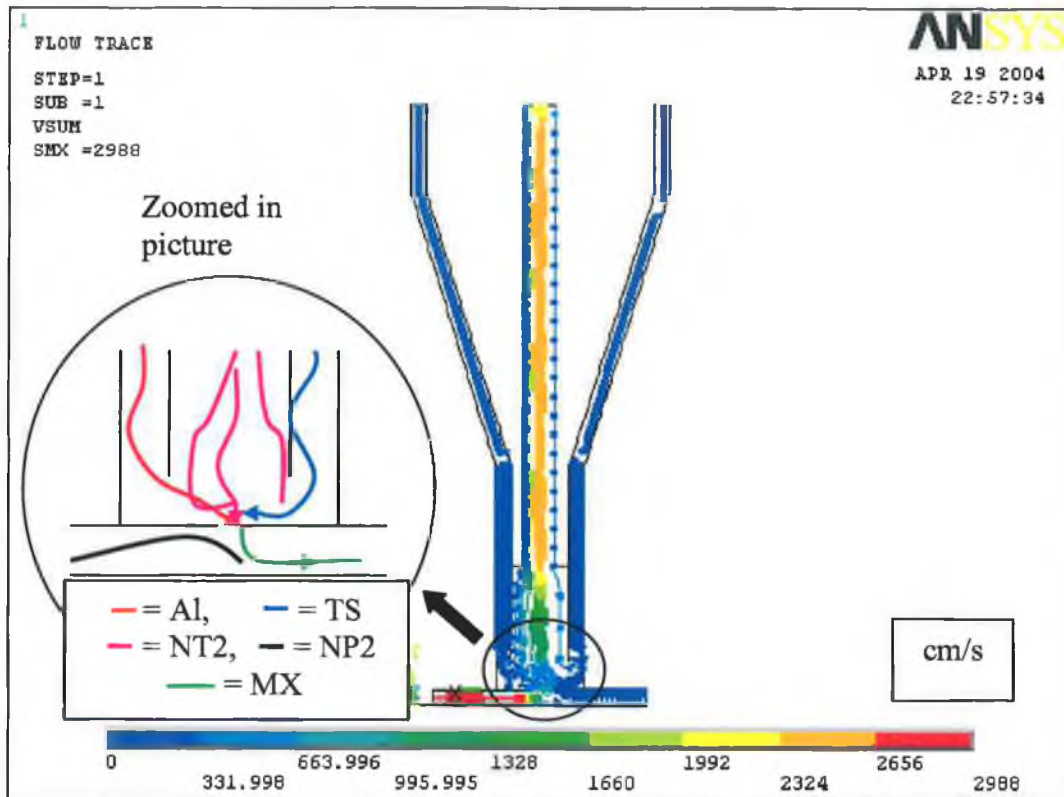 1
FLOW TRACE
STEP=1
SUB =1
VSUM
SMX =2988
ANSYS
APR 19 2004
22:57:34
Zoomed in
picture
= Al, = TS
= NT2, = NP2
= MX
X
cm/s
0 663.996 1328 1992 2656
331.998 995.995 1660 2324 2988